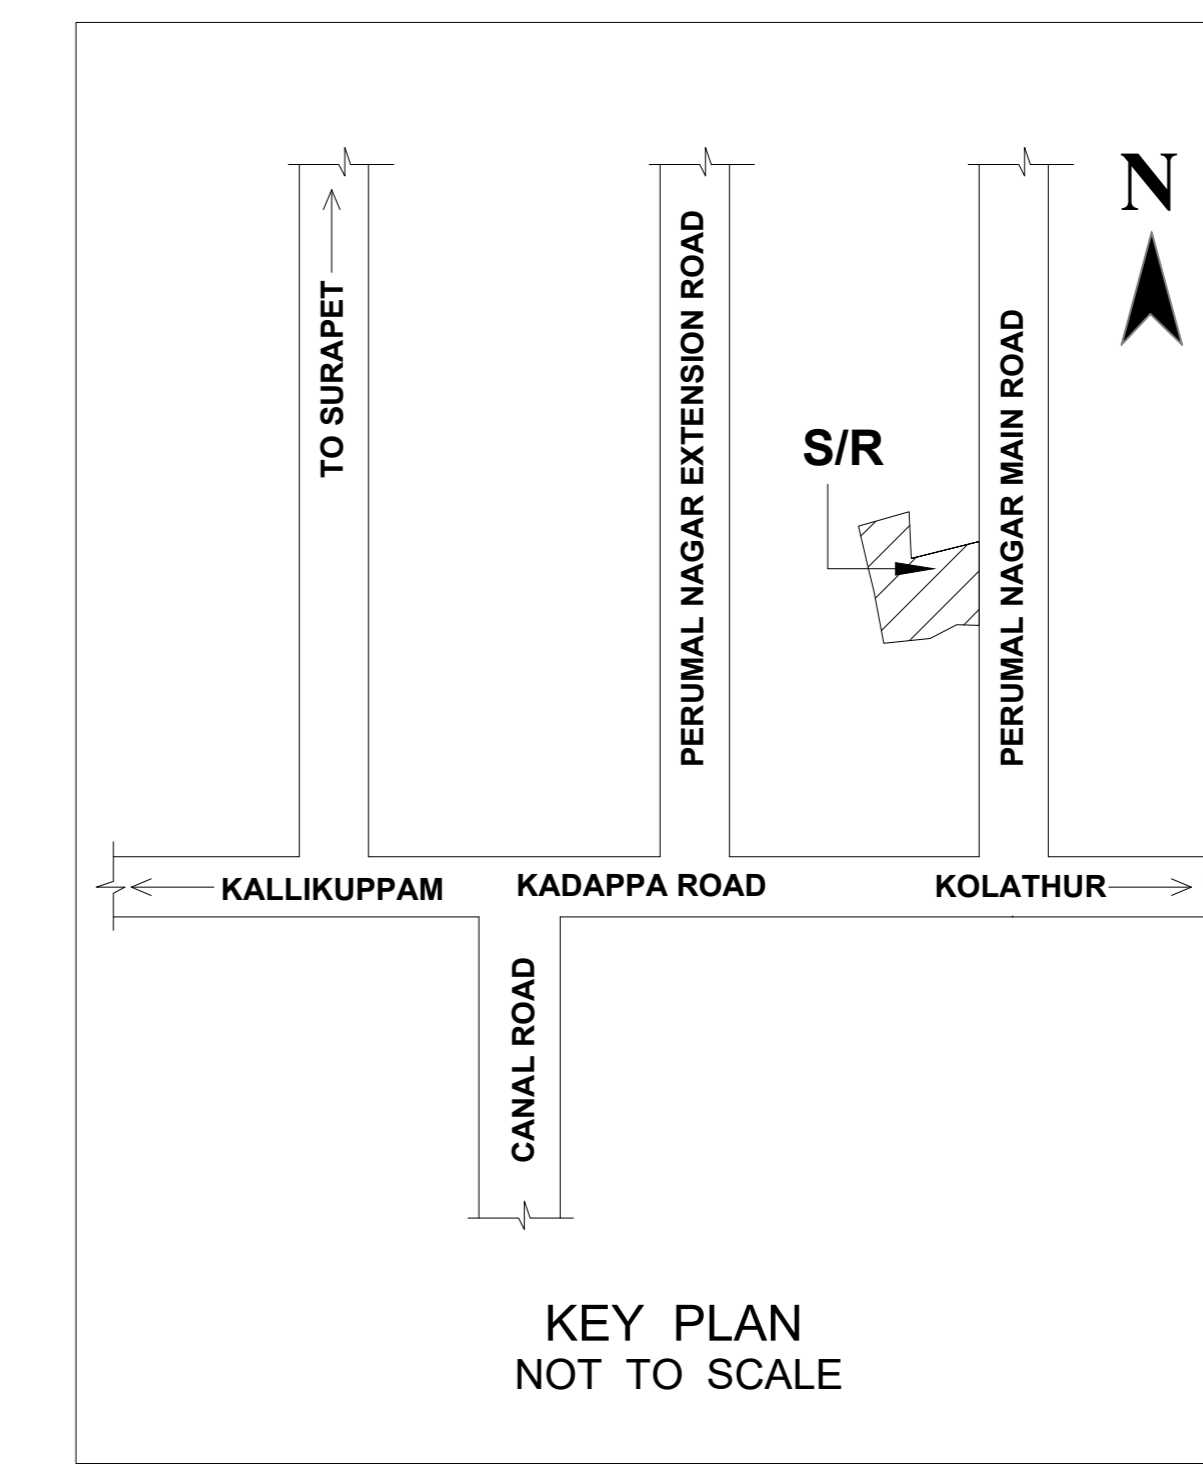 N
TO SURAPET
PERUMAL NAGAR EXTENSION ROAD
S/R
PERUMAL NAGAR MAIN ROAD
KALLIKUPPAM
KADAPPA ROAD
KOLATHUR
CANAL ROAD
KEY PLAN
NOT TO SCALE